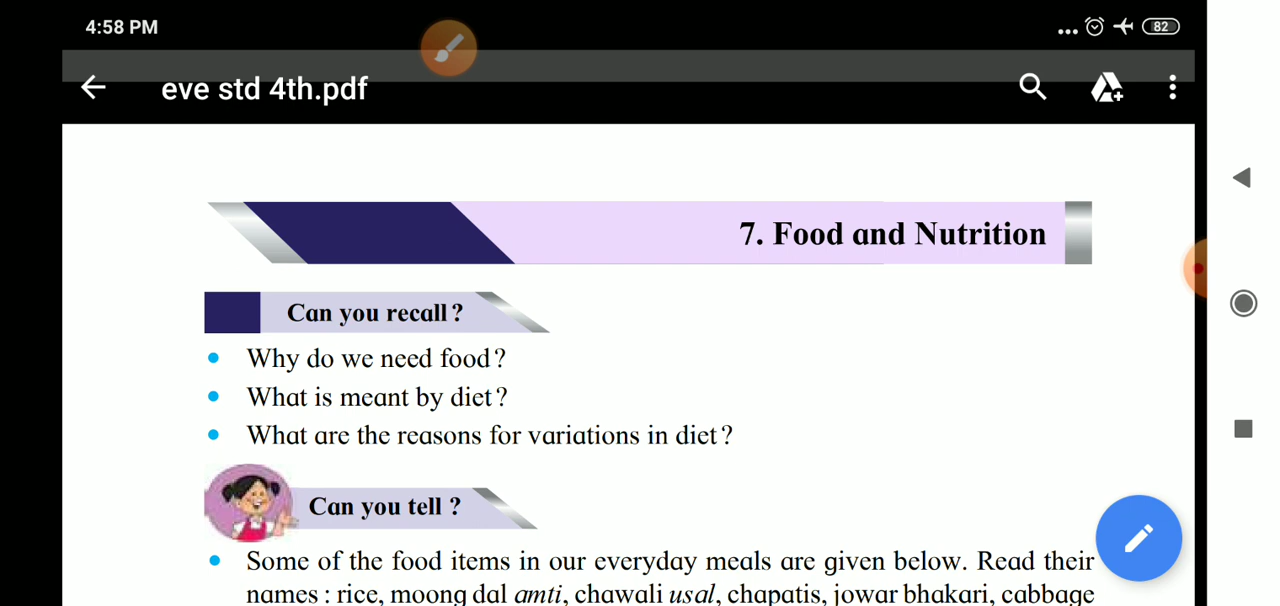 4:58 PM
82
eve std 4th.pdf
7. Food and Nutrition
Can you recall?
Why do we need food?
What is meant by diet?
What are the reasons for variations in diet?
Can you tell ?
Some of the food items in our everyday meals are given below. Read their
names : rice, moong dal amti, chawali usal, chapatis, jowar bhakari, cabbage